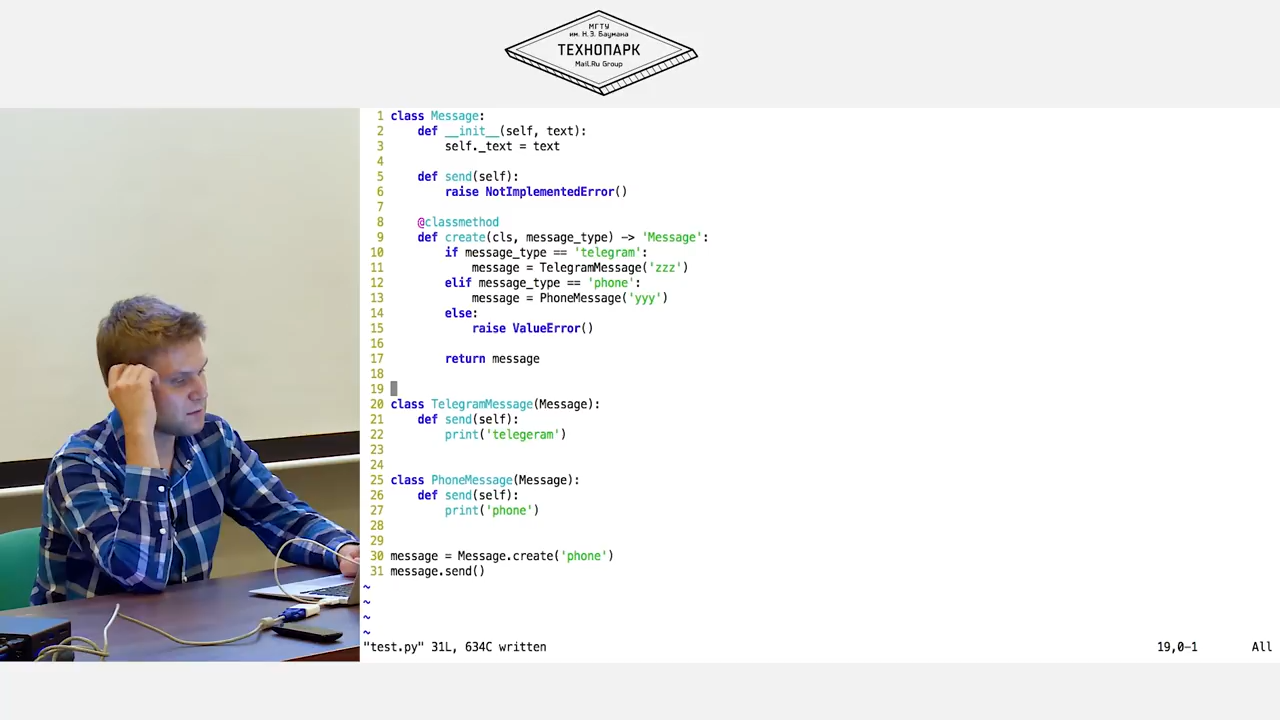 МГТУ
им. Н.Э. Баумана
ТЕХНОПАРК
Mail.Ru Group
1 class Message:
2     def __init__(self, text):
3         self._text = text
4
5     def send(self):
6         raise NotImplementedError()
7
8     @classmethod
9     def create(cls, message_type) -> 'Message':
10         if message_type == 'telegram':
11             message = TelegramMessage('zzz')
12         elif message_type == 'phone':
13             message = PhoneMessage('yyy')
14         else:
15             raise ValueError()
16
17         return message
18
19
20 class TelegramMessage(Message):
21     def send(self):
22         print('telegeram')
23
24
25 class PhoneMessage(Message):
26     def send(self):
27         print('phone')
28
29
30 message = Message.create('phone')
31 message.send()
~
~
~
~
"test.py" 31L, 634C written 19,0-1 All